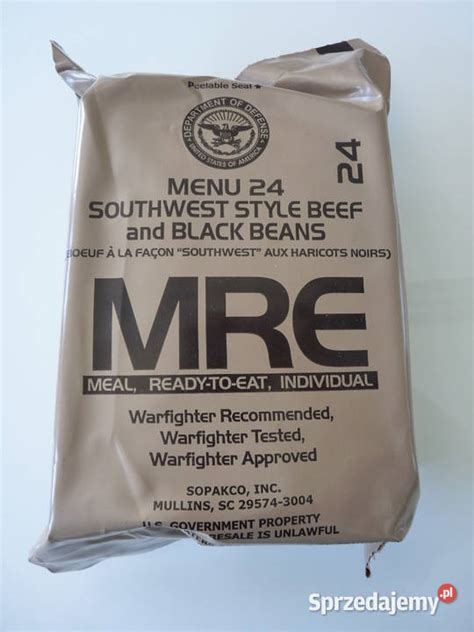 Peelable Seal ★
DEPARTMENT OF DEFENSE
UNITED STATES OF AMERICA
24
MENU 24
SOUTHWEST STYLE BEEF
and BLACK BEANS
BOEUF À LA FAÇON "SOUTHWEST" AUX HARICOTS NOIRS)
MRE
MEAL, READY-TO-EAT, INDIVIDUAL
Warfighter Recommended,
Warfighter Tested,
Warfighter Approved
SOPAKCO, INC.
MULLINS, SC 29574-3004
U.S. GOVERNMENT PROPERTY
RESALE IS UNLAWFUL
Sprzedajemy.pl